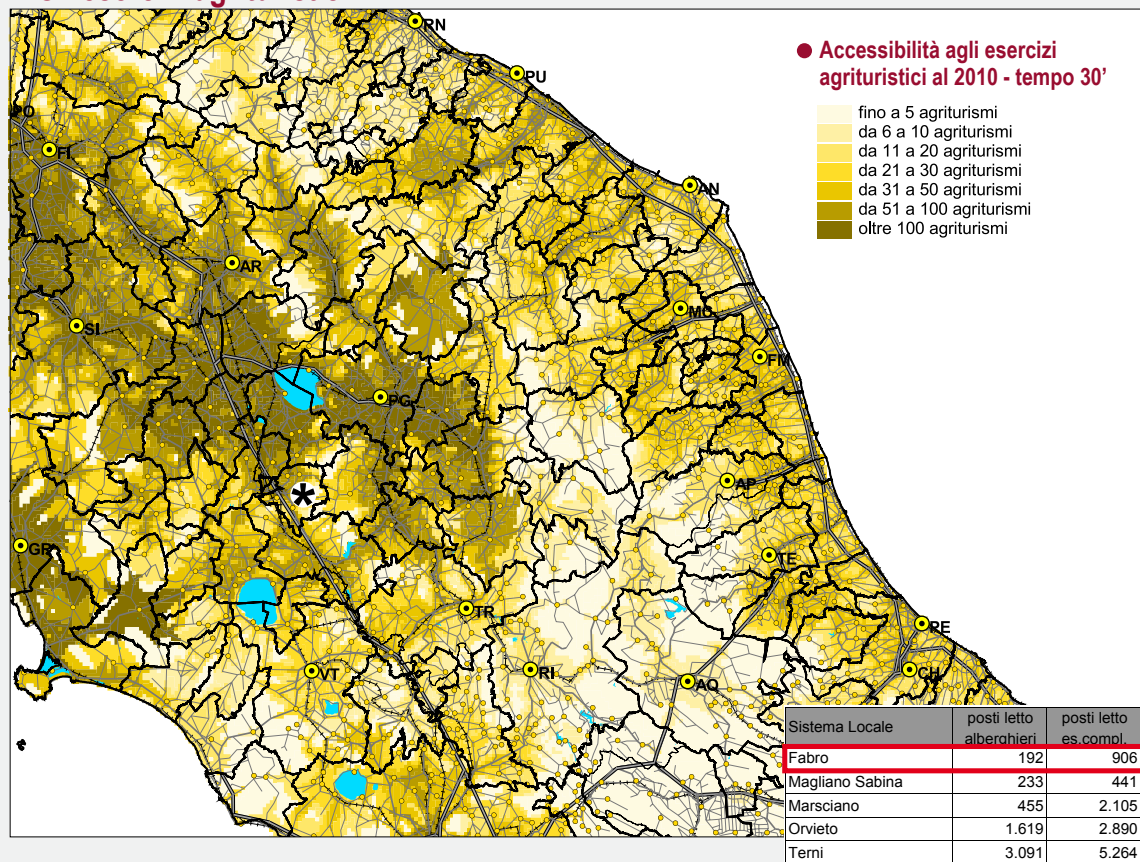 ● Accessibilità agli esercizi
agrituristici al 2010 - tempo 30’
fino a 5 agriturismi
da 6 a 10 agriturismi
da 11 a 20 agriturismi
da 21 a 30 agriturismi
da 31 a 50 agriturismi
da 51 a 100 agriturismi
oltre 100 agriturismi
RN
PU
PO
FI
AN
AR
MC
SI
FM
PG
AP
*
GR
TE
TR
PE
VT
RI
AQ
CH
Sistema Locale posti letto alberghieri posti letto es.compl.
Fabro 192 906
Magliano Sabina 233 441
Marsciano 455 2.105
Orvieto 1.619 2.890
Terni 3.091 5.264